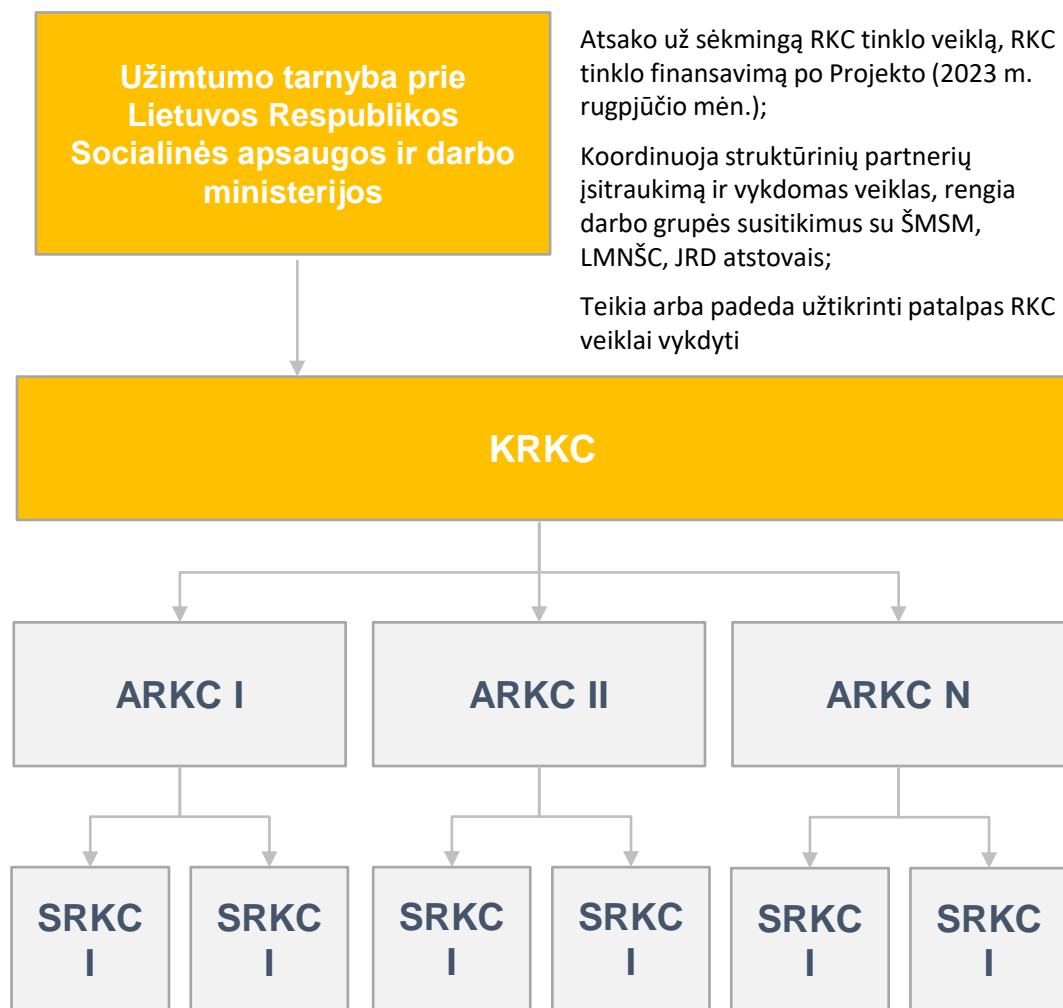 Užimtumo tarnyba prie
Lietuvos Respublikos
Socialinės apsaugos ir darbo
ministerijos
Atsako už sėkmingą RKC tinklo veiklą, RKC
tinklo finansavimą po Projekto (2023 m.
rugpjūčio mėn.);
Koordinuoja struktūrinių partnerių
įsitraukimą ir vykdomas veiklas, rengia
darbo grupės susitikimus su ŠMSM,
LMNŠC, JRD atstovais;
Teikia arba padeda užtikrinti patalpas RKC
veiklai vykdyti
KRKC
ARKC I
ARKC II
ARKC N
SRKC
I
SRKC
I
SRKC
I
SRKC
I
SRKC
I
SRKC
I